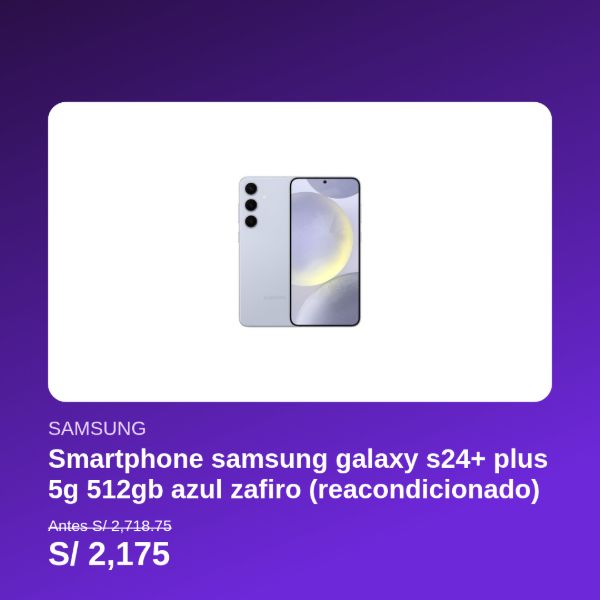 SAMSUNG
Smartphone samsung galaxy s24+ plus
5g 512gb azul zafiro (reacondicionado)
Antes S/ 2,718.75
S/ 2,175